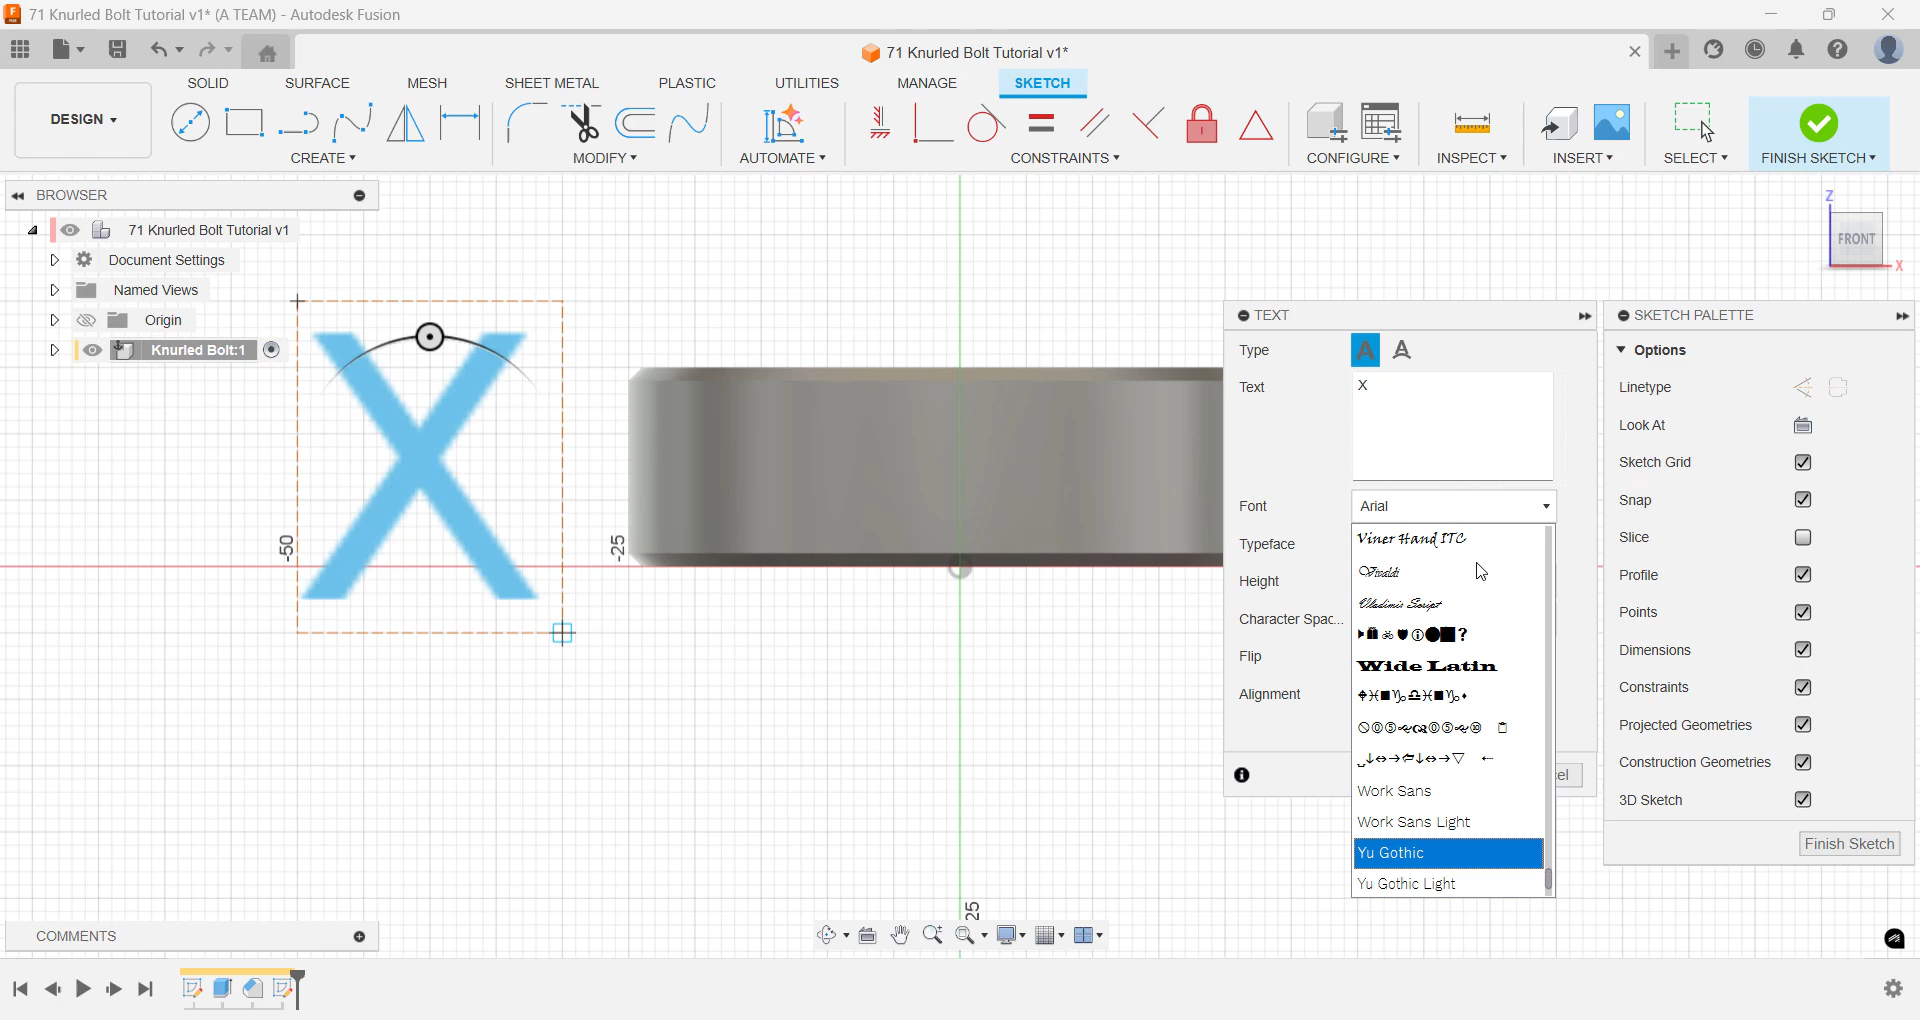 71 Knurled Bolt Tutorial v1* (A TEAM) - Autodesk Fusion
71 Knurled Bolt Tutorial v1*
SOLID SURFACE MESH SHEET METAL PLASTIC UTILITIES MANAGE SKETCH
DESIGN
CREATE MODIFY AUTOMATE CONSTRAINTS CONFIGURE INSPECT INSERT SELECT FINISH SKETCH
BROWSER
71 Knurled Bolt Tutorial v1
Document Settings
Named Views
Origin
Knurled Bolt:1
Z
FRONT
X
X
-50
-25
25
TEXT
Type
Text
X
Font
Arial
Typeface
Height
Character Spac...
Flip
Alignment
Viner Hand ITC
Vivaldi
Vladimir Script
Wide Latin
Work Sans
Work Sans Light
Yu Gothic
Yu Gothic Light
cel
SKETCH PALETTE
Options
Linetype
Look At
Sketch Grid
Snap
Slice
Profile
Points
Dimensions
Constraints
Projected Geometries
Construction Geometries
3D Sketch
Finish Sketch
COMMENTS